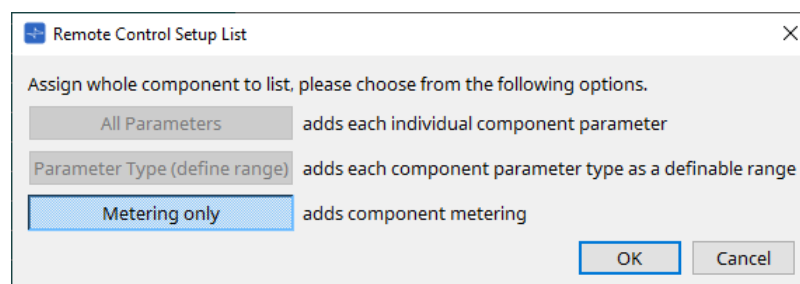 Remote Control Setup List
Assign whole component to list, please choose from the following options.
All Parameters adds each individual component parameter
Parameter Type (define range) adds each component parameter type as a definable range
Metering only adds component metering
OK Cancel